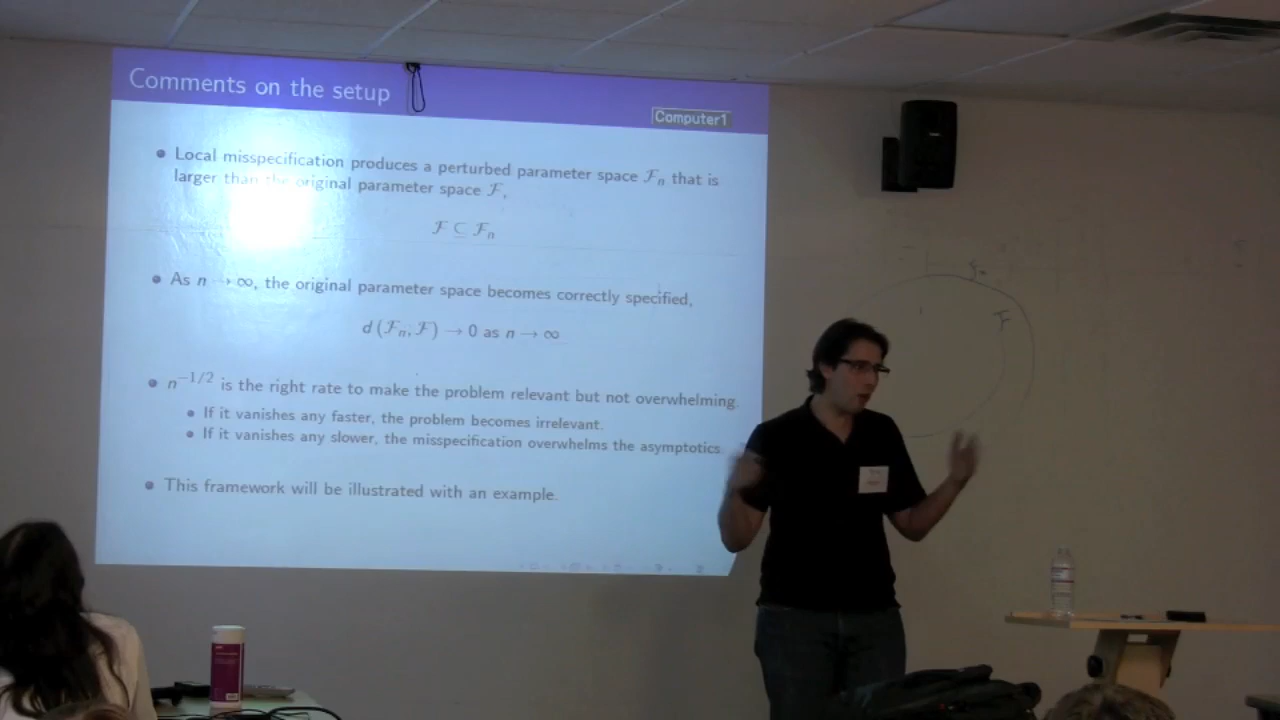 Comments on the setup
Computer1
• Local misspecification produces a perturbed parameter space ℱₙ that is
larger than the original parameter space ℱ,
ℱ ⊆ ℱₙ
• As n → ∞, the original parameter space becomes correctly specified,
d (ℱₙ, ℱ) → 0 as n → ∞
• n^{-1/2} is the right rate to make the problem relevant but not overwhelming.
• If it vanishes any faster, the problem becomes irrelevant.
• If it vanishes any slower, the misspecification overwhelms the asymptotics.
• This framework will be illustrated with an example.
ℱₙ
ℱ